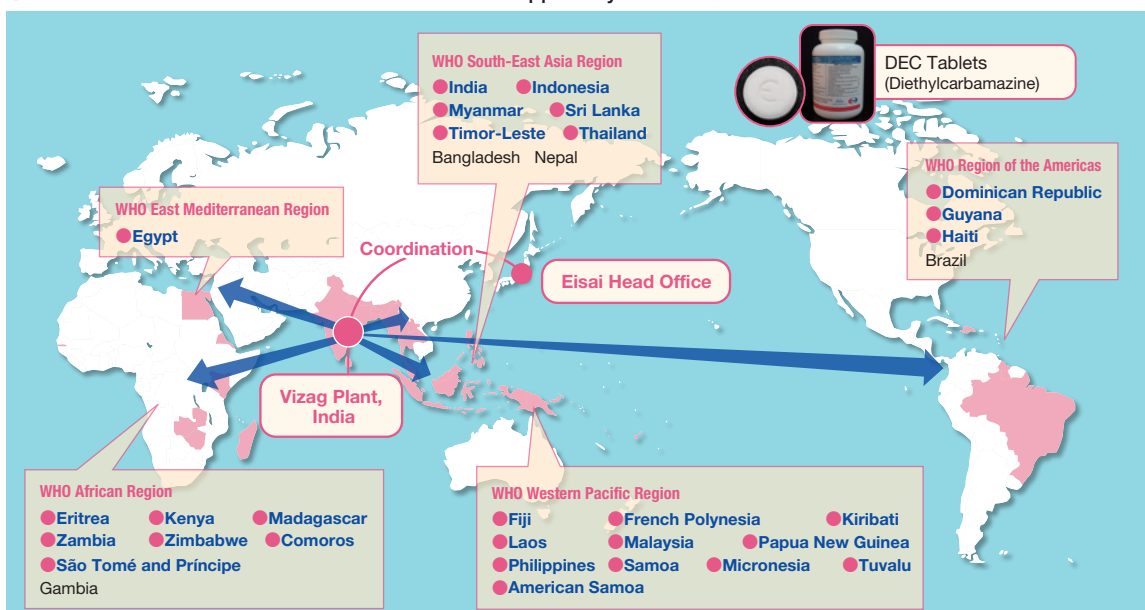 WHO South-East Asia Region
India Indonesia
Myanmar Sri Lanka
Timor-Leste Thailand
Bangladesh Nepal
DEC Tablets
(Diethylcarbamazine)
WHO Region of the Americas
Dominican Republic
Guyana
Haiti
Brazil
WHO East Mediterranean Region
Egypt
Coordination
Eisai Head Office
Vizag Plant,
India
WHO African Region
Eritrea Kenya Madagascar
Zambia Zimbabwe Comoros
São Tomé and Príncipe
Gambia
WHO Western Pacific Region
Fiji French Polynesia Kiribati
Laos Malaysia Papua New Guinea
Philippines Samoa Micronesia Tuvalu
American Samoa